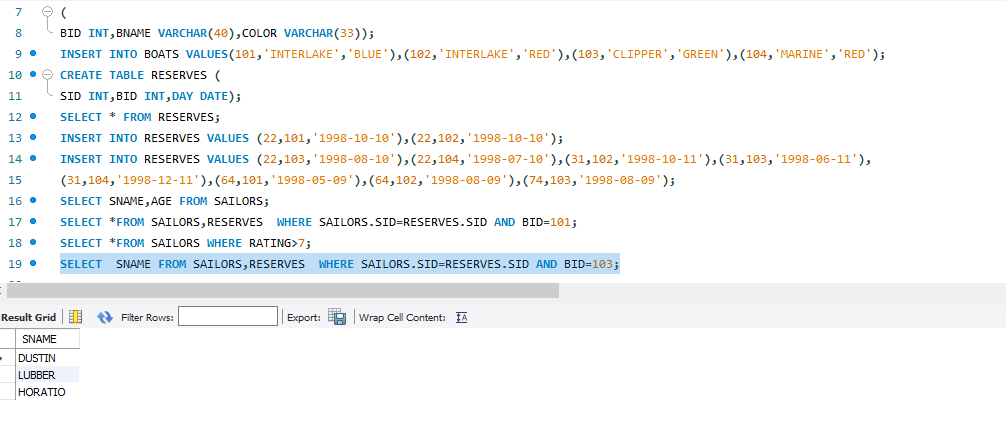 7 (
8 BID INT,BNAME VARCHAR(40),COLOR VARCHAR(33));
9 INSERT INTO BOATS VALUES(101,'INTERLAKE','BLUE'),(102,'INTERLAKE','RED'),(103,'CLIPPER','GREEN'),(104,'MARINE','RED');
10 CREATE TABLE RESERVES (
11 SID INT,BID INT,DAY DATE);
12 SELECT * FROM RESERVES;
13 INSERT INTO RESERVES VALUES (22,101,'1998-10-10'),(22,102,'1998-10-10');
14 INSERT INTO RESERVES VALUES (22,103,'1998-08-10'),(22,104,'1998-07-10'),(31,102,'1998-10-11'),(31,103,'1998-06-11'),
15 (31,104,'1998-12-11'),(64,101,'1998-05-09'),(64,102,'1998-08-09'),(74,103,'1998-08-09');
16 SELECT SNAME,AGE FROM SAILORS;
17 SELECT *FROM SAILORS,RESERVES  WHERE SAILORS.SID=RESERVES.SID AND BID=101;
18 SELECT *FROM SAILORS WHERE RATING>7;
19 SELECT  SNAME FROM SAILORS,RESERVES  WHERE SAILORS.SID=RESERVES.SID AND BID=103;
Result Grid Filter Rows: Export: Wrap Cell Content:
SNAME
DUSTIN
LUBBER
HORATIO